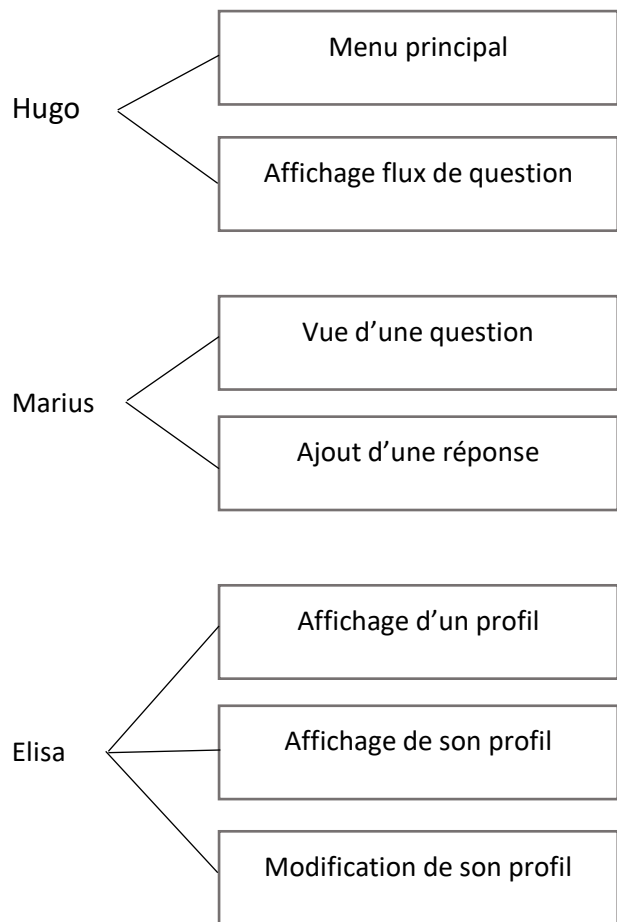 Menu principal
Hugo
Affichage flux de question
Vue d’une question
Marius
Ajout d’une réponse
Affichage d’un profil
Elisa
Affichage de son profil
Modification de son profil